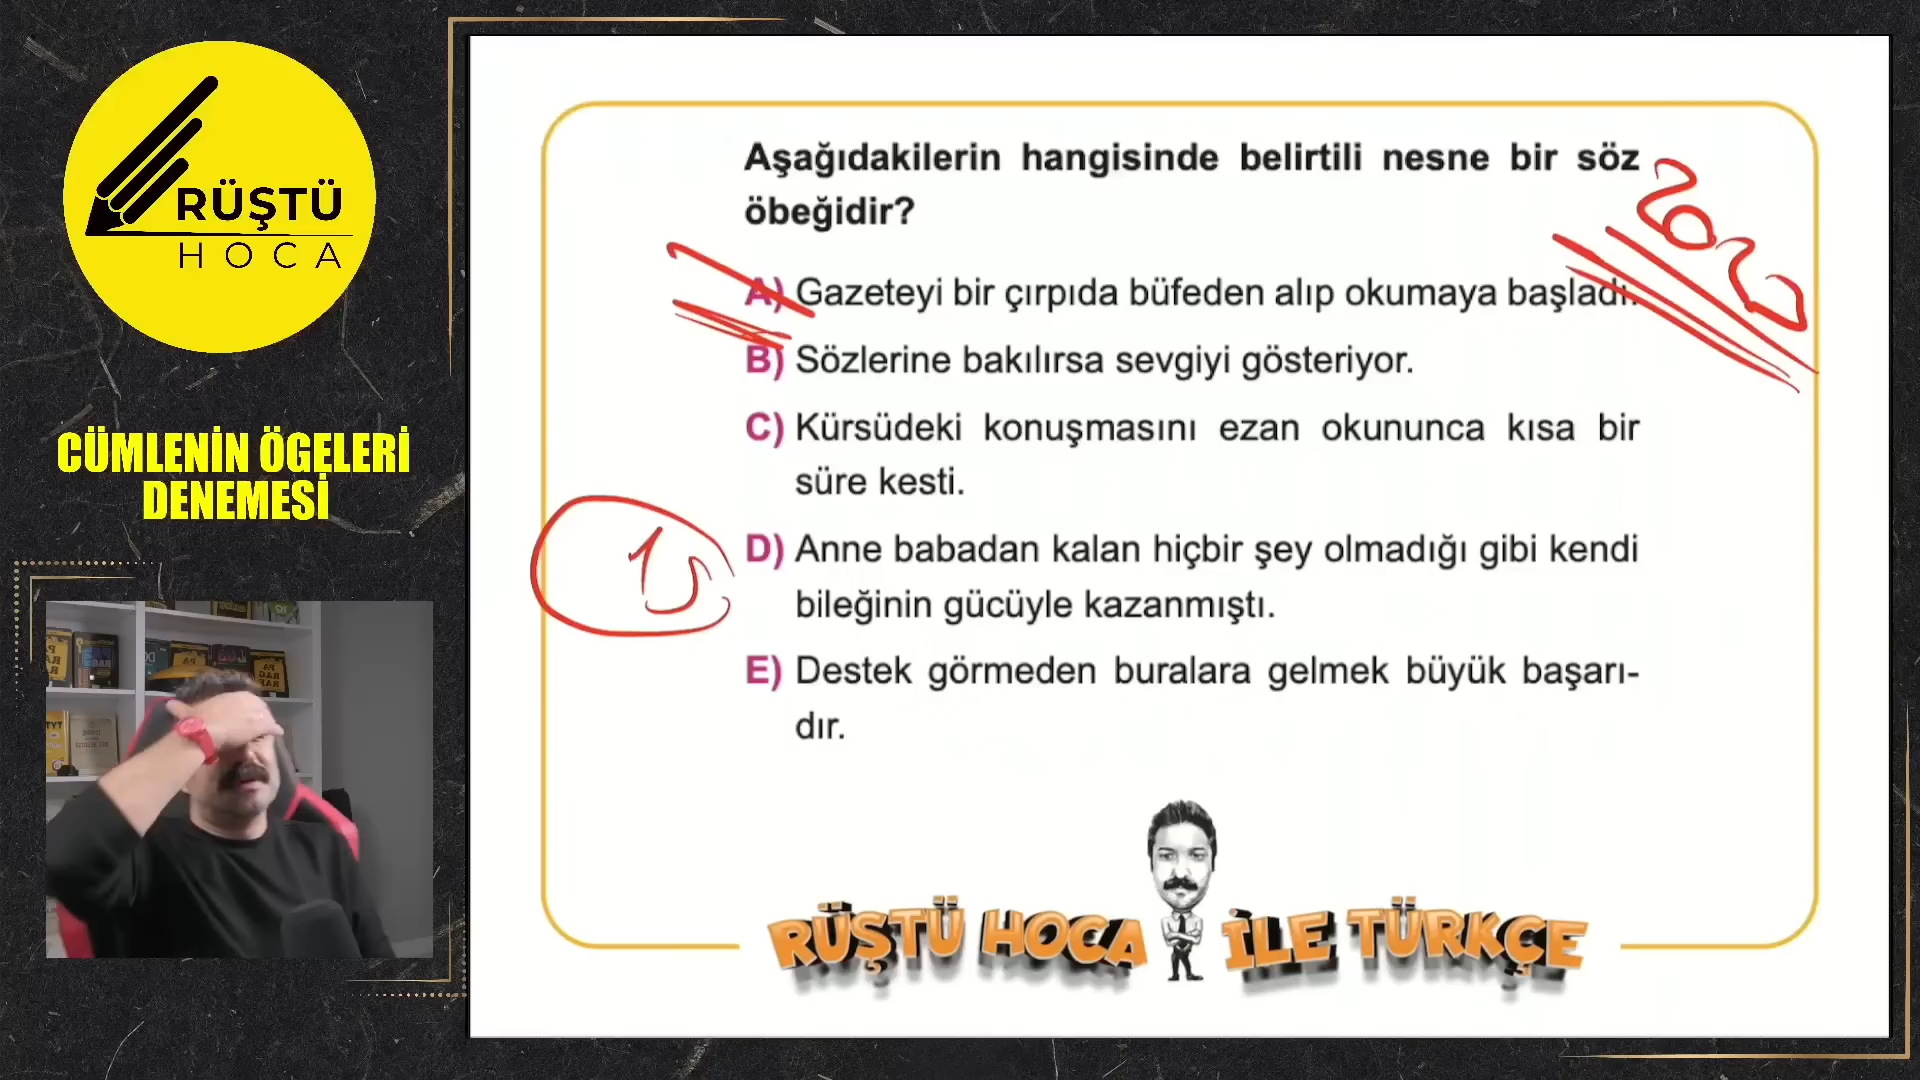 RÜŞTÜ
HOCA
CÜMLENİN ÖGELERİ
DENEMESİ
Aşağıdakilerin hangisinde belirtili nesne bir söz
öbeğidir?
2020
A) Gazeteyi bir çırpıda büfeden alıp okumaya başladı.
B) Sözlerine bakılırsa sevgiyi gösteriyor.
C) Kürsüdeki konuşmasını ezan okununca kısa bir
süre kesti.
15
D) Anne babadan kalan hiçbir şey olmadığı gibi kendi
bileğinin gücüyle kazanmıştı.
E) Destek görmeden buralara gelmek büyük başarı-
dır.
RÜŞTÜ HOCA İLE TÜRKÇE